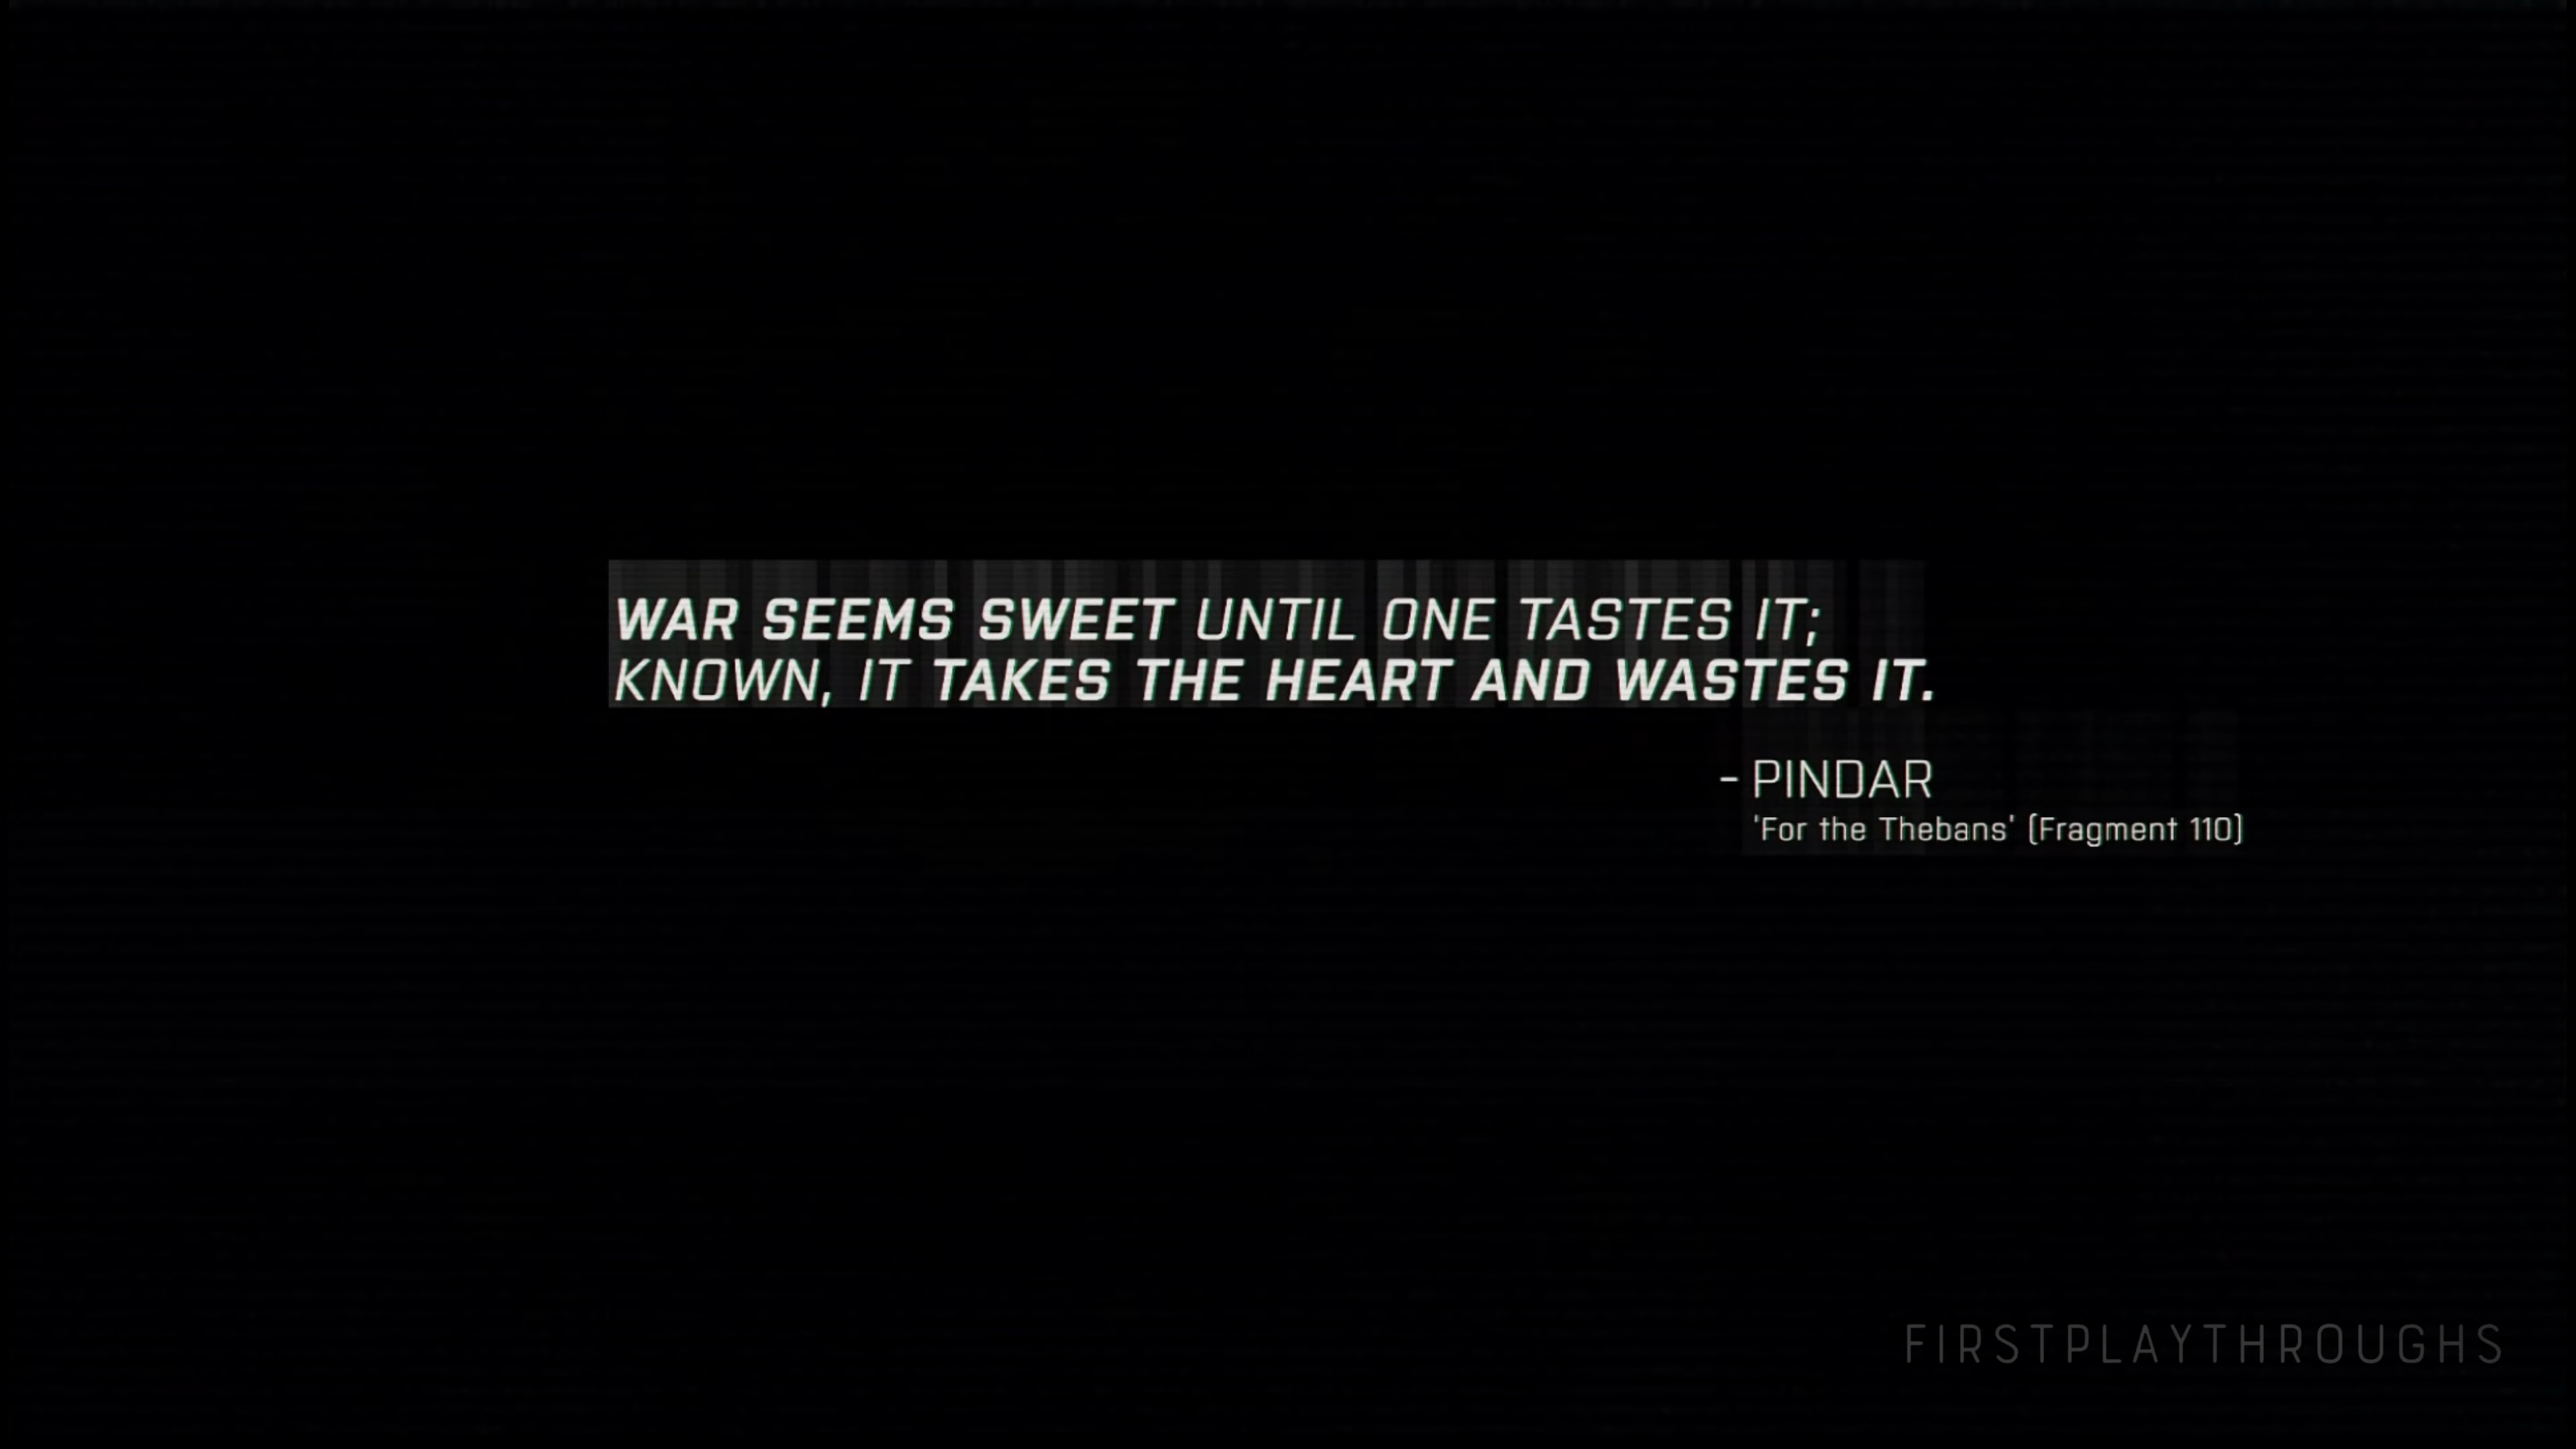 WAR SEEMS SWEET UNTIL ONE TASTES IT;
KNOWN, IT TAKES THE HEART AND WASTES IT.
- PINDAR
'For the Thebans' (Fragment 110)
FIRSTPLAYTHROUGHS